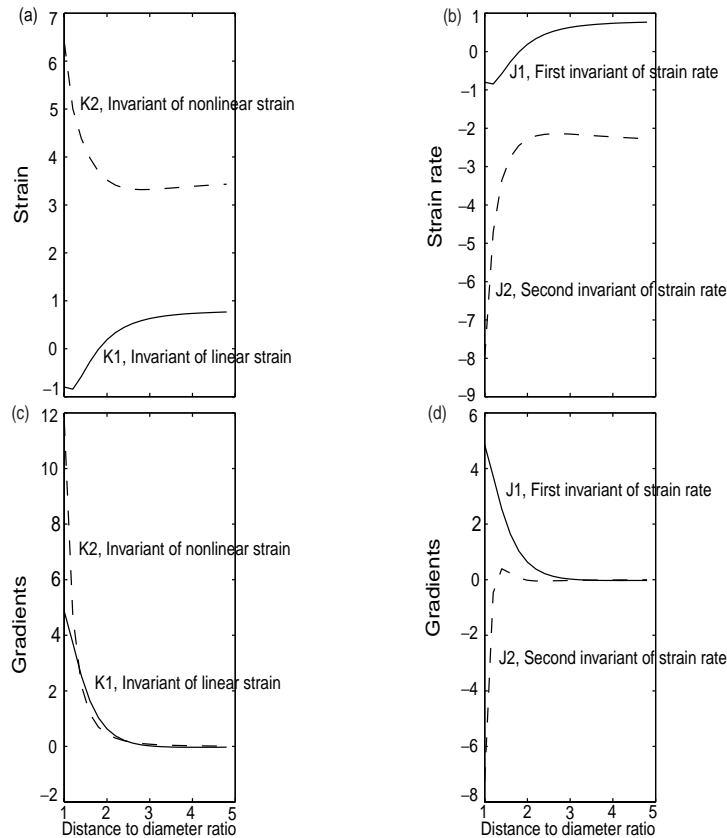 (a)
7
6
5
4
3
2
1
0
–1
Strain
K2, Invariant of nonlinear strain
K1, Invariant of linear strain
(b)
1
0
–1
–2
–3
–4
–5
–6
–7
–8
–9
Strain rate
J1, First invariant of strain rate
J2, Second invariant of strain rate
(c)
12
10
8
6
4
2
0
–2
Gradients
K2, Invariant of nonlinear strain
K1, Invariant of linear strain
1 2 3 4 5
Distance to diameter ratio
(d)
6
4
2
0
–2
–4
–6
–8
Gradients
J1, First invariant of strain rate
J2, Second invariant of strain rate
1 2 3 4 5
Distance to diameter ratio